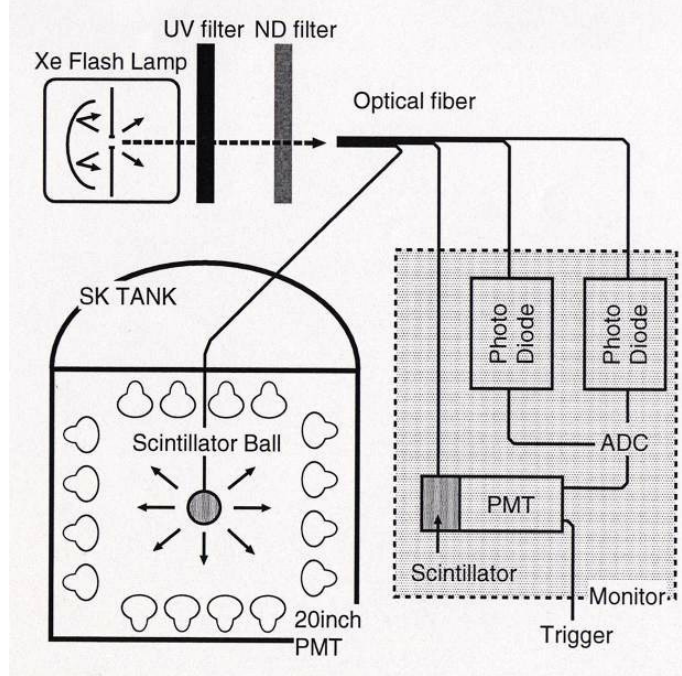 UV filter ND filter
Xe Flash Lamp
Optical fiber
SK TANK
Photo
Diode
Photo
Diode
Scintillator Ball
ADC
PMT
Scintillator
Monitor
20inch
PMT
Trigger